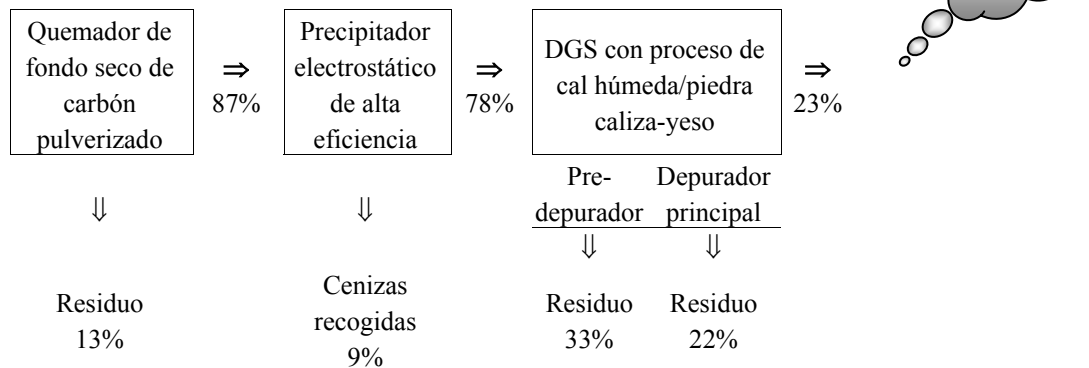 Quemador de
fondo seco de
carbón
pulverizado
⇒
87%
Precipitador
electrostático
de alta
eficiencia
⇒
78%
DGS con proceso de
cal húmeda/piedra
caliza-yeso
⇒
23%
Pre-
depurador
Depurador
principal
⇓
⇓
⇓
⇓
Residuo
13%
Cenizas
recogidas
9%
Residuo
33%
Residuo
22%